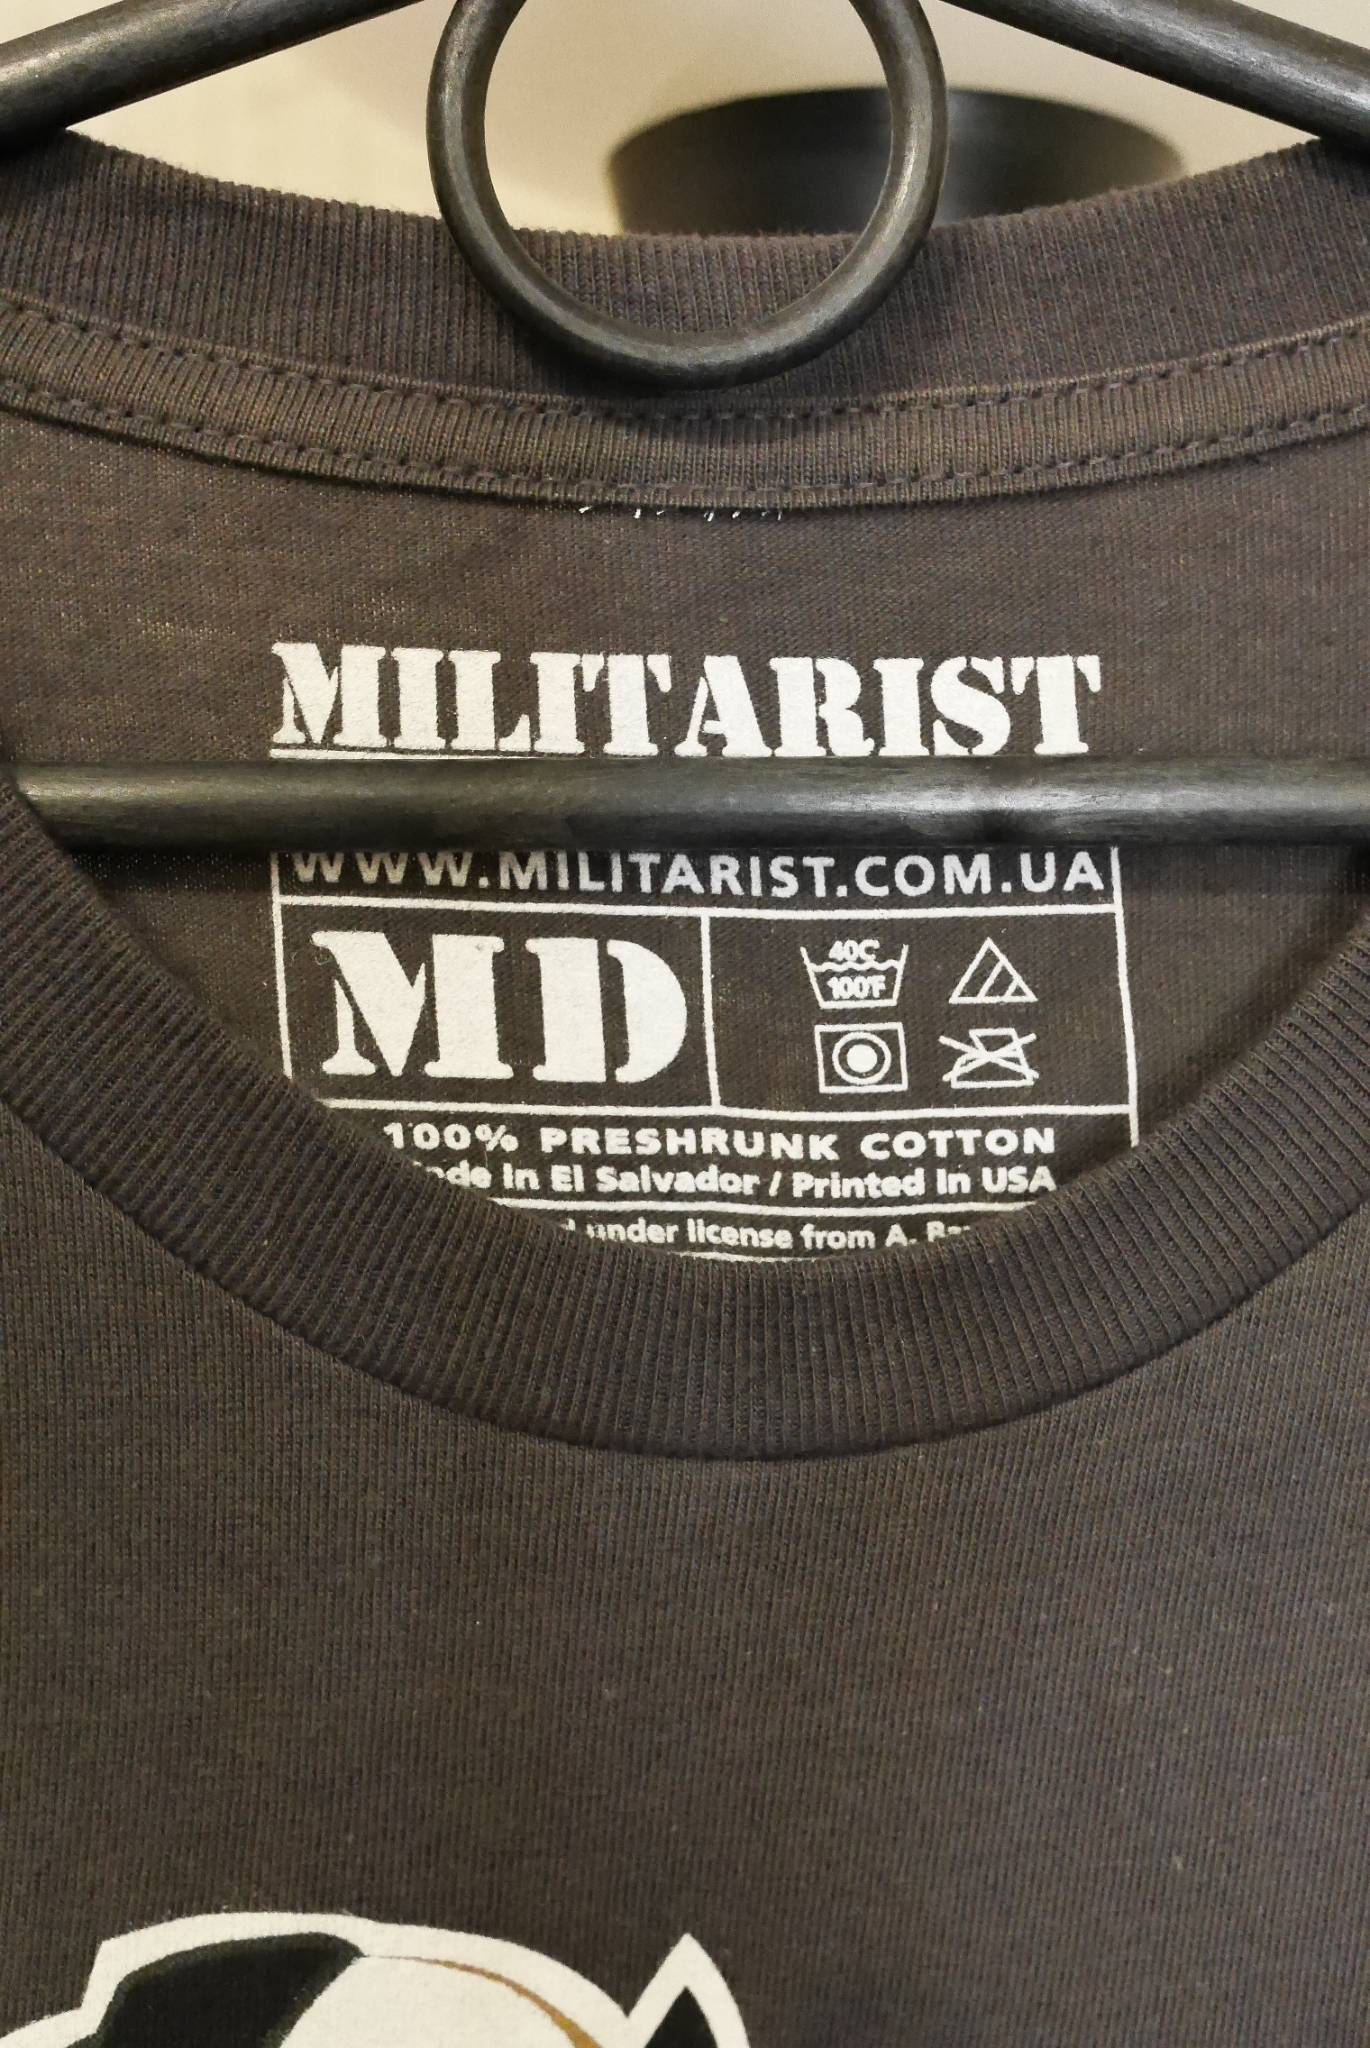 MILITARIST
WWW.MILITARIST.COM.UA
MD
40C
100°F
100% PRESHRUNK COTTON
In El Salvador / Printed In USA
under license from A.